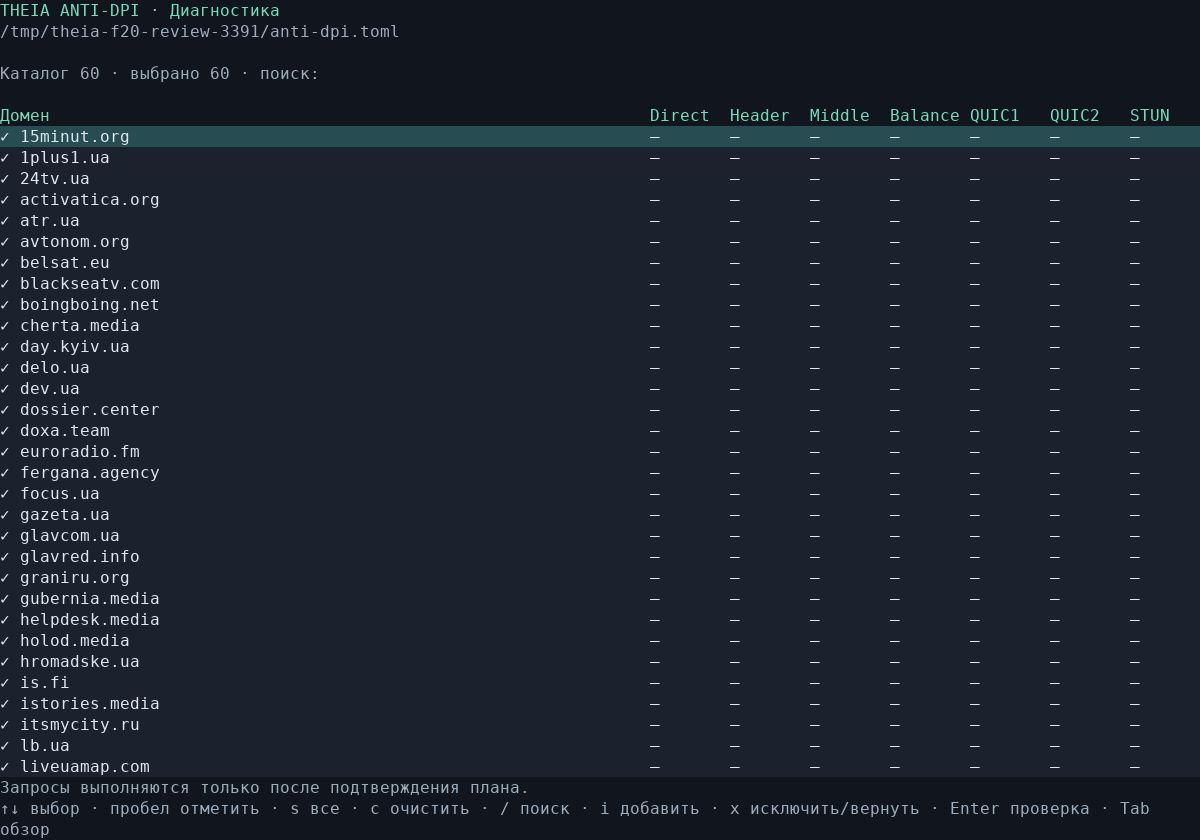 THEIA ANTI-DPI · Диагностика
/tmp/theia-f20-review-3391/anti-dpi.toml
Каталог 60 · выбрано 60 · поиск:
Домен Direct Header Middle Balance QUIC1 QUIC2 STUN
✓ 15minut.org — — — — — — —
✓ 1plus1.ua — — — — — — —
✓ 24tv.ua — — — — — — —
✓ activatica.org — — — — — — —
✓ atr.ua — — — — — — —
✓ avtonom.org — — — — — — —
✓ belsat.eu — — — — — — —
✓ blackseatv.com — — — — — — —
✓ boingboing.net — — — — — — —
✓ cherta.media — — — — — — —
✓ day.kyiv.ua — — — — — — —
✓ delo.ua — — — — — — —
✓ dev.ua — — — — — — —
✓ dossier.center — — — — — — —
✓ doxa.team — — — — — — —
✓ euroradio.fm — — — — — — —
✓ fergana.agency — — — — — — —
✓ focus.ua — — — — — — —
✓ gazeta.ua — — — — — — —
✓ glavcom.ua — — — — — — —
✓ glavred.info — — — — — — —
✓ graniru.org — — — — — — —
✓ gubernia.media — — — — — — —
✓ helpdesk.media — — — — — — —
✓ holod.media — — — — — — —
✓ hromadske.ua — — — — — — —
✓ is.fi — — — — — — —
✓ istories.media — — — — — — —
✓ itsmycity.ru — — — — — — —
✓ lb.ua — — — — — — —
✓ liveuamap.com — — — — — — —
Запросы выполняются только после подтверждения плана.
↑↓ выбор · пробел отметить · s все · c очистить · / поиск · i добавить · x исключить/вернуть · Enter проверка · Tab
обзор